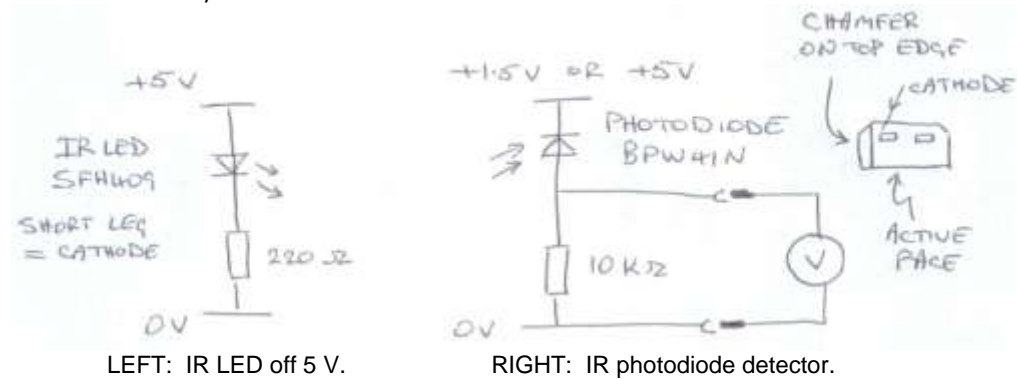 +5V
IR LED
SFH409
SHORT LEG
= CATHODE
220 Ω
0V
+1.5V OR +5V
PHOTODIODE
BPW41N
10 KΩ
V
0V
CHAMFER
ON TOP EDGE
CATHODE
ACTIVE
FACE
LEFT: IR LED off 5 V. RIGHT: IR photodiode detector.